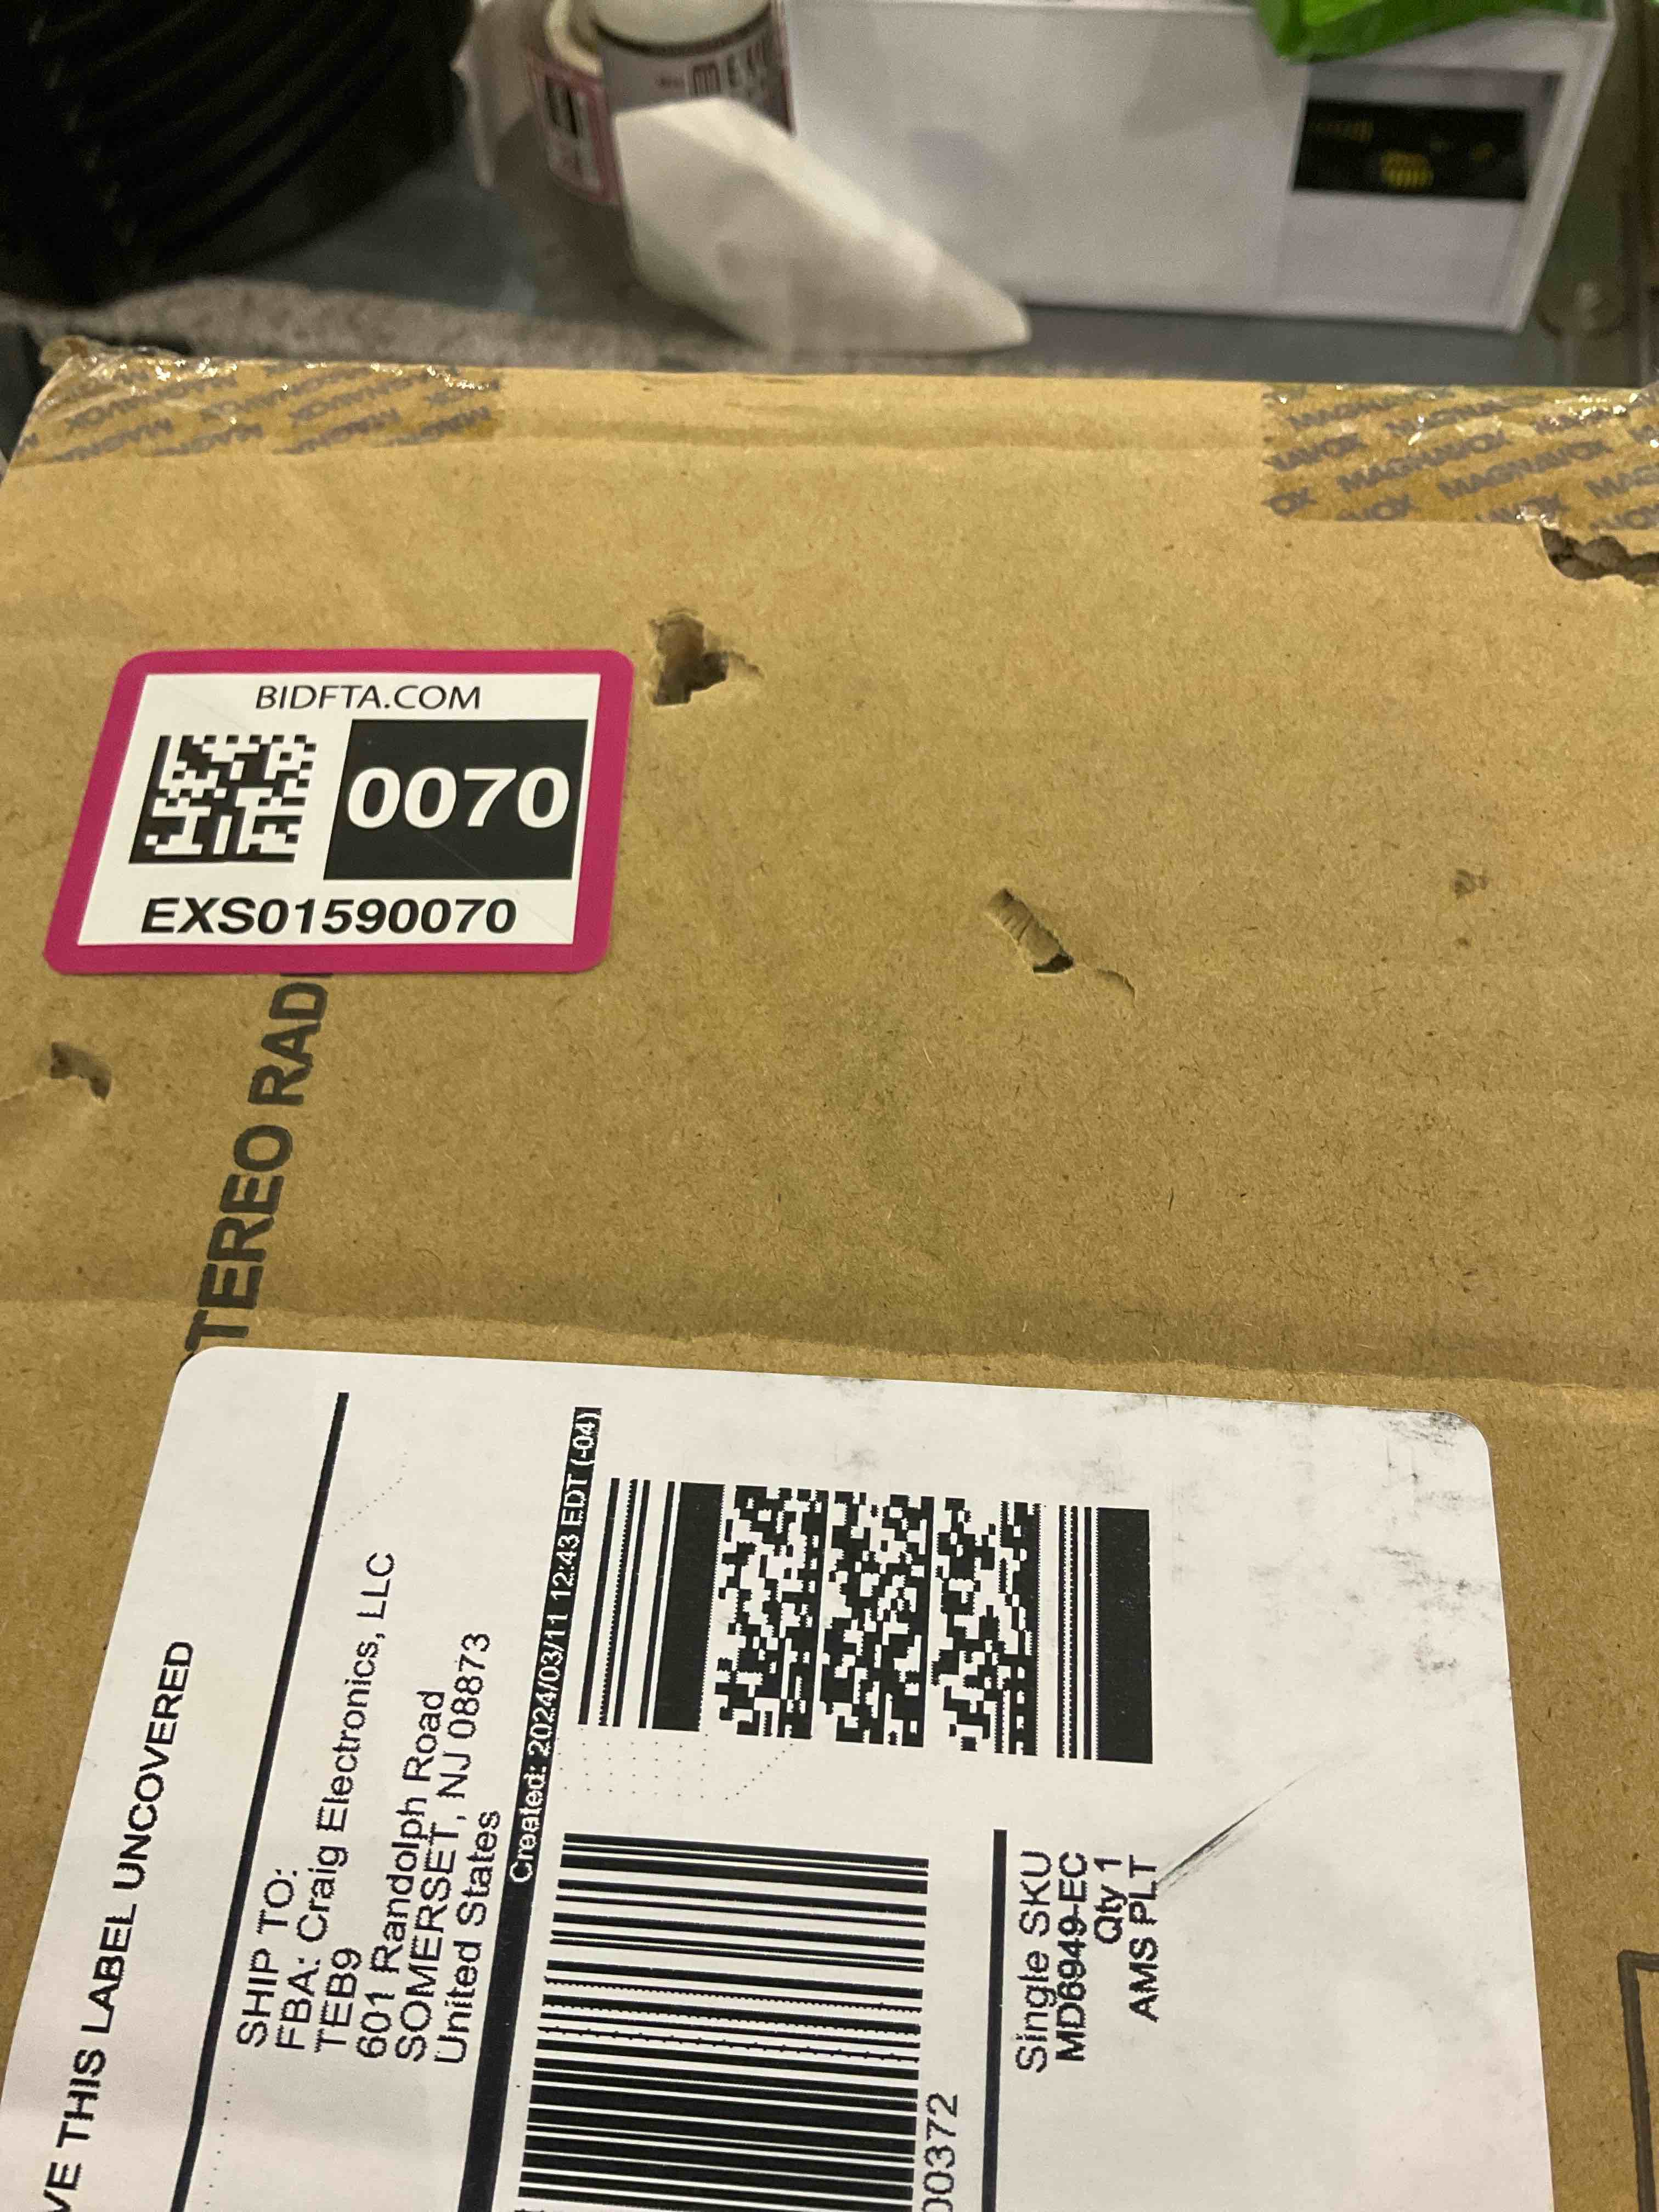 MAGNAVOX
MAGNAVOX MAGNAVOX
BIDFTA.COM
0070
EXS01590070
TEREO RAD
VE THIS LABEL UNCOVERED
SHIP TO:
FBA: Craig Electronics, LLC
TEB9
601 Randolph Road
SOMERSET, NJ 08873
United States
Created: 2024/03/11 12:43 EDT (-04)
00372
Single SKU
MD6949-EC
Qty 1
AMS PLT